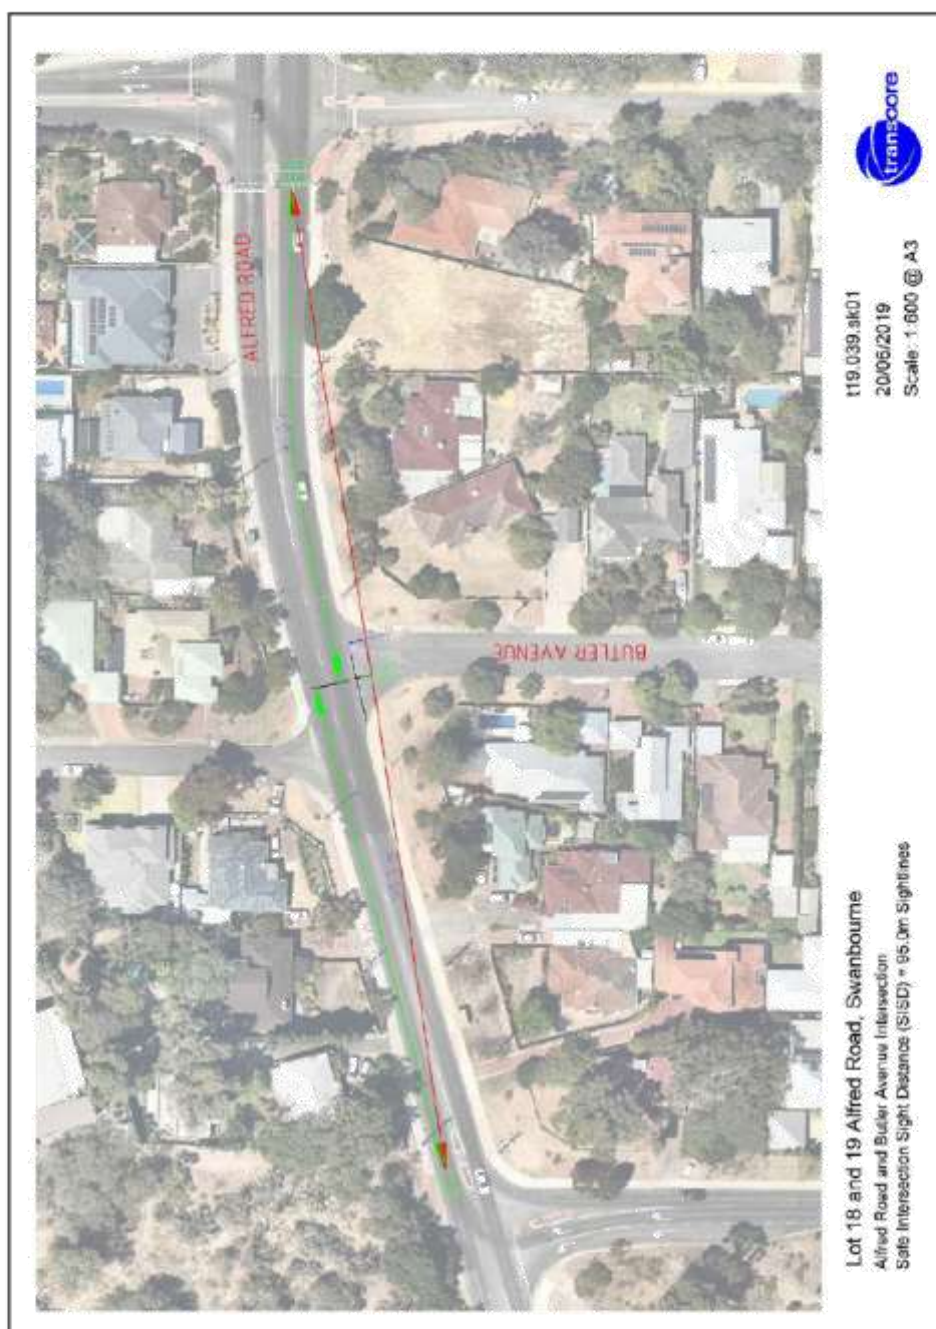 ALFRED ROAD
BUTLER AVENUE
Lot 18 and 19 Alfred Road, Swanbourne
Alfred Road and Butler Avenue Intersection
Safe Intersection Sight Distance (SISD) = 95.0m Sightlines
t19.039.sk01
20/06/2019
Scale: 1:600 @ A3
transcore